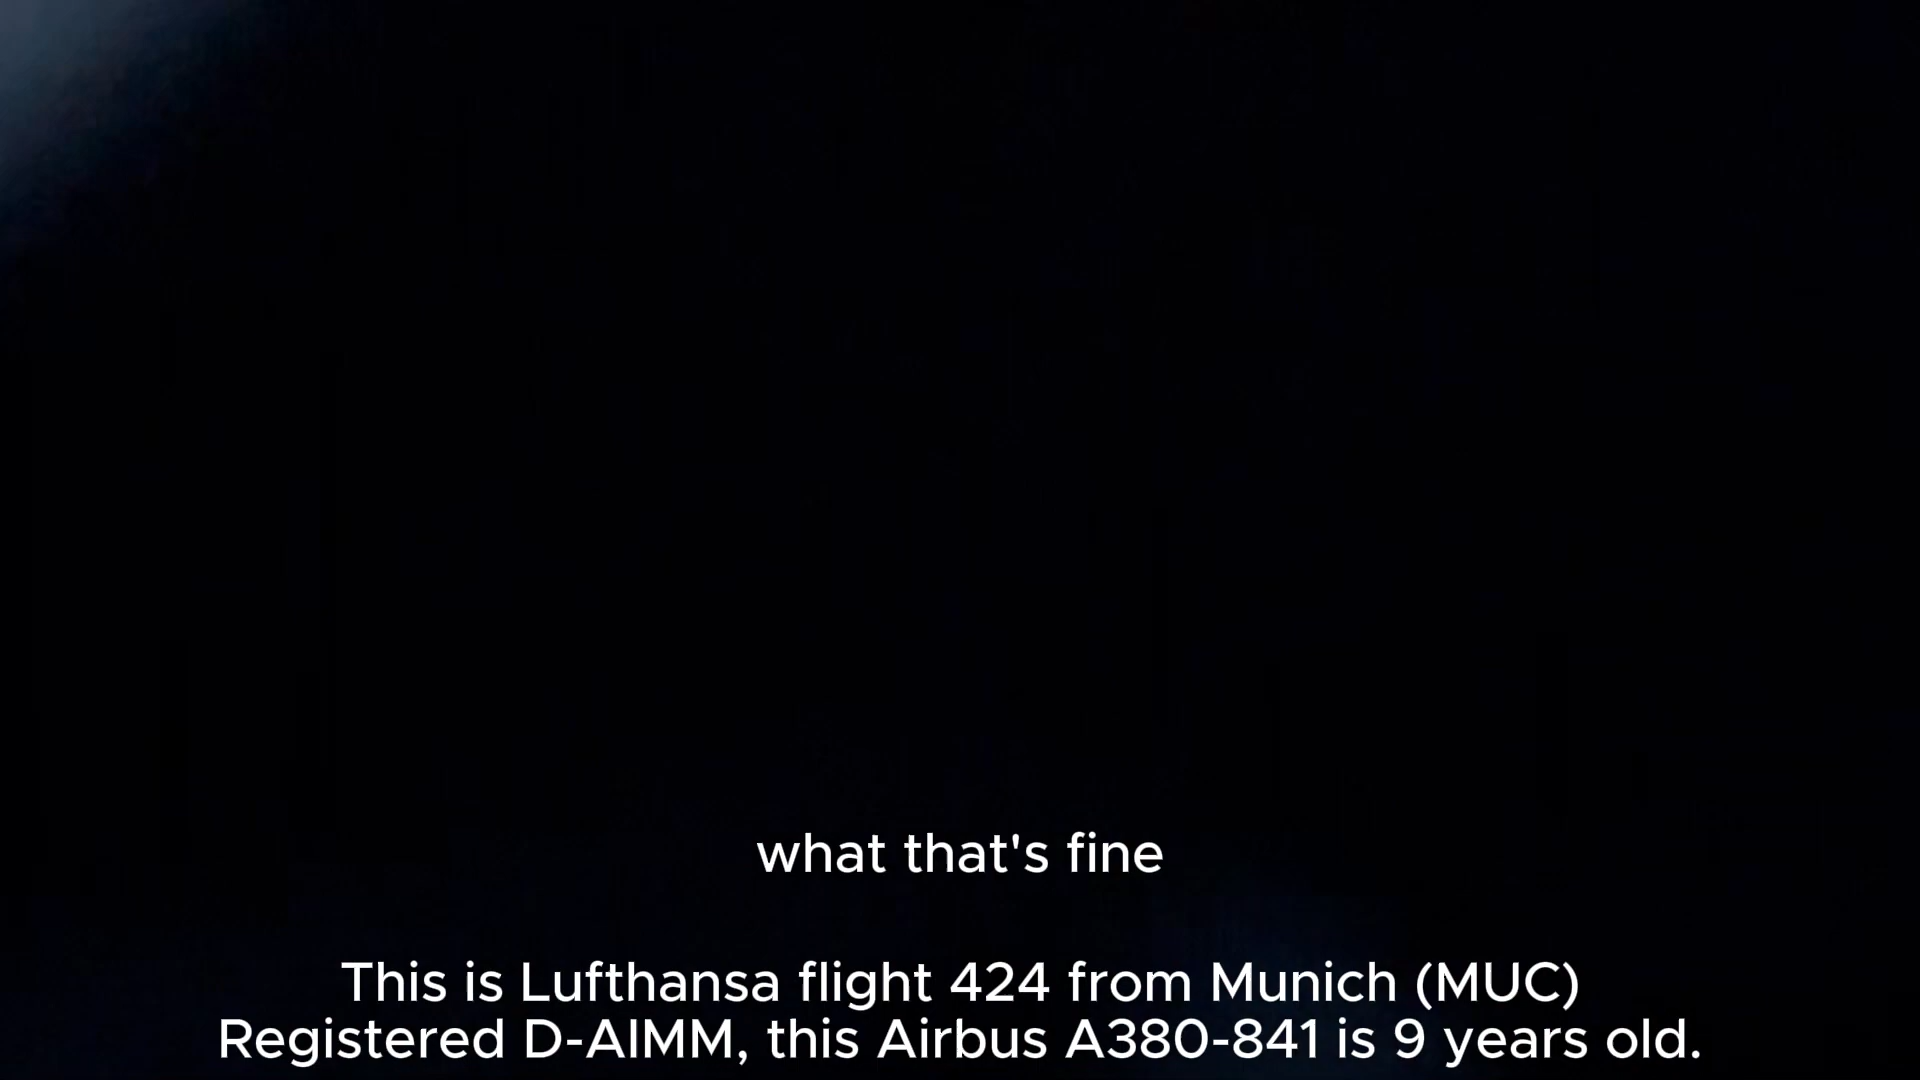 what that's fine
This is Lufthansa flight 424 from Munich (MUC)
Registered D-AIMM, this Airbus A380-841 is 9 years old.